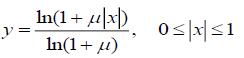 y = ln(1 + μ|x|) / ln(1 + μ), 0 ≤ |x| ≤ 1